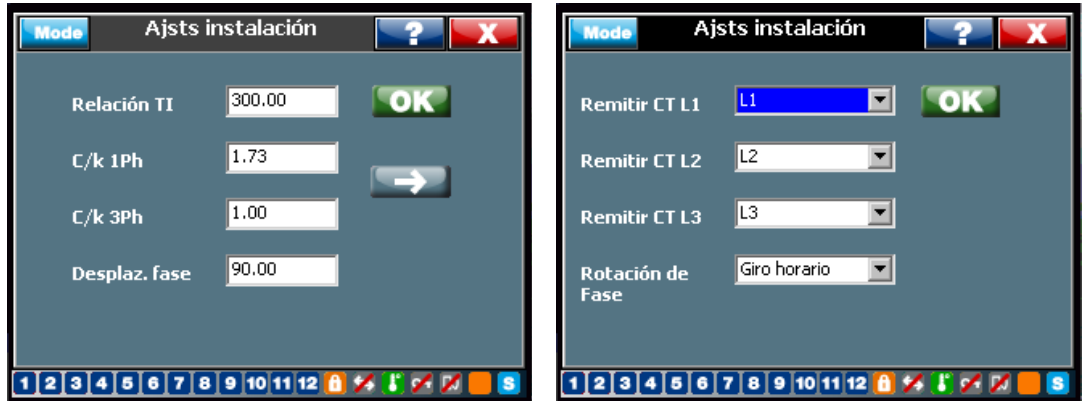 Mode Ajsts instalación ? X
Relación TI 300.00 OK
C/k 1Ph 1.73
C/k 3Ph 1.00
Desplaz. fase 90.00
1 2 3 4 5 6 7 8 9 10 11 12 S
Mode Ajsts instalación ? X
Remitir CT L1 L1 OK
Remitir CT L2 L2
Remitir CT L3 L3
Rotación de Giro horario
Fase
1 2 3 4 5 6 7 8 9 10 11 12 S